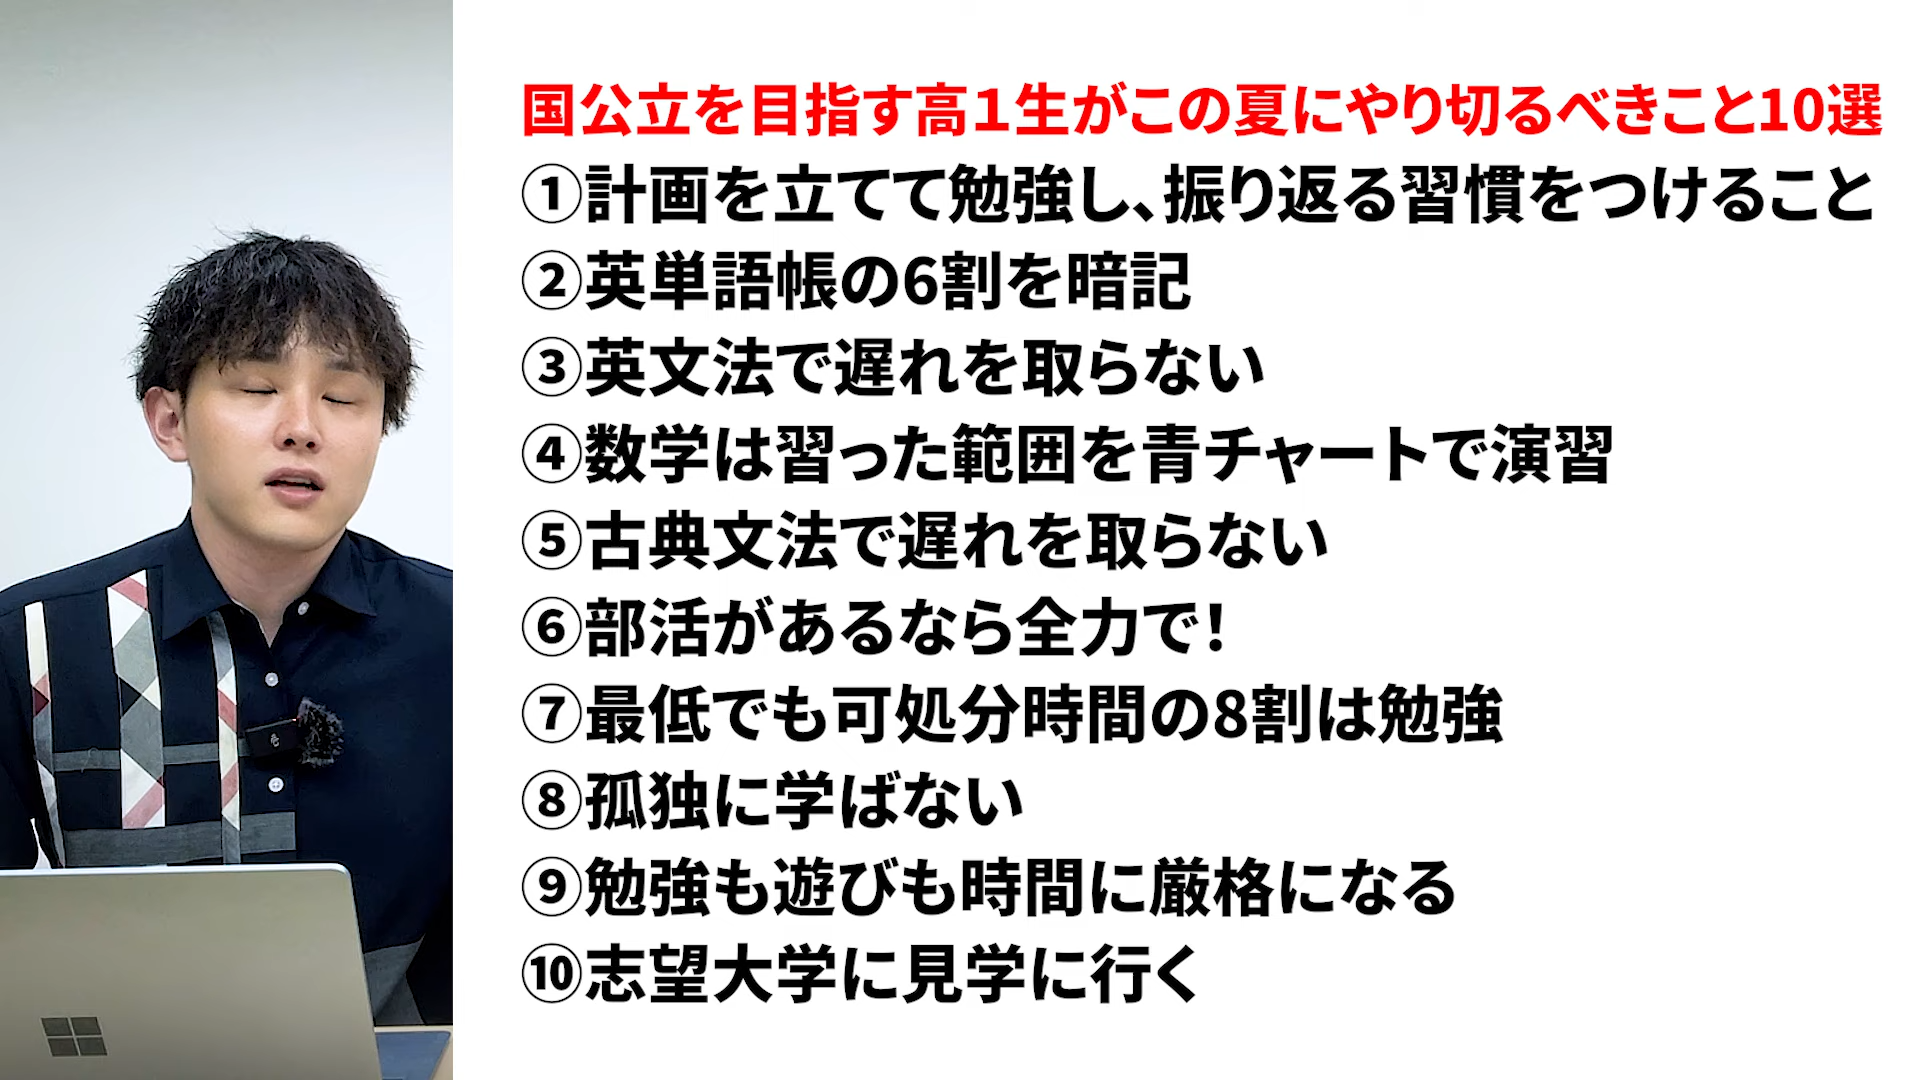 国公立を目指す高１生がこの夏にやり切るべきこと10選
①計画を立てて勉強し、振り返る習慣をつけること
②英単語帳の6割を暗記
③英文法で遅れを取らない
④数学は習った範囲を青チャートで演習
⑤古典文法で遅れを取らない
⑥部活があるなら全力で！
⑦最低でも可処分時間の8割は勉強
⑧孤独に学ばない
⑨勉強も遊びも時間に厳格になる
⑩志望大学に見学に行く